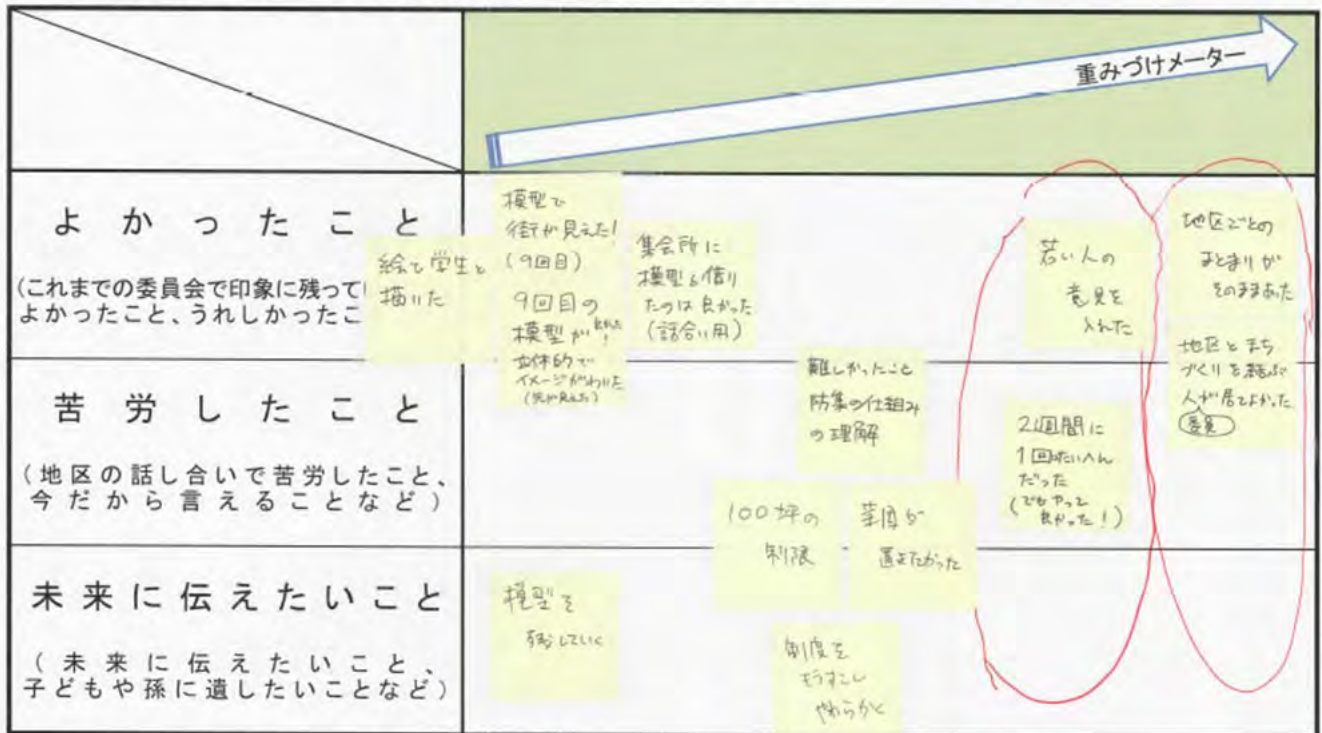 重みづけメーター
よかったこと
(これまでの委員会で印象に残って
よかったこと、うれしかったこ
絵で学生と
描いた
模型で
街が見えた!
(9回目)
9回目の
模型が良かった!
立体的で
イメージがわいた
(先が見えた)
集会所に
模型を借り
たのは良かった
(話合い用)
若い人の
意見を
入れた
地区ごとの
まとまりが
そのままあった
地区とまち
づくりを結ぶ
人が居てよかった
委員
苦労したこと
(地区の話し合いで苦労したこと、
今だから言えることなど)
難しかったこと
防集の仕組み
の理解
2週間に
1回たいへん
だった
(でもやって
良かった!)
100坪の
制限
未来に伝えたいこと
(未来に伝えたいこと、
子どもや孫に遺したいことなど)
模型を
残していく
制度を
もうすこし
やわらかく